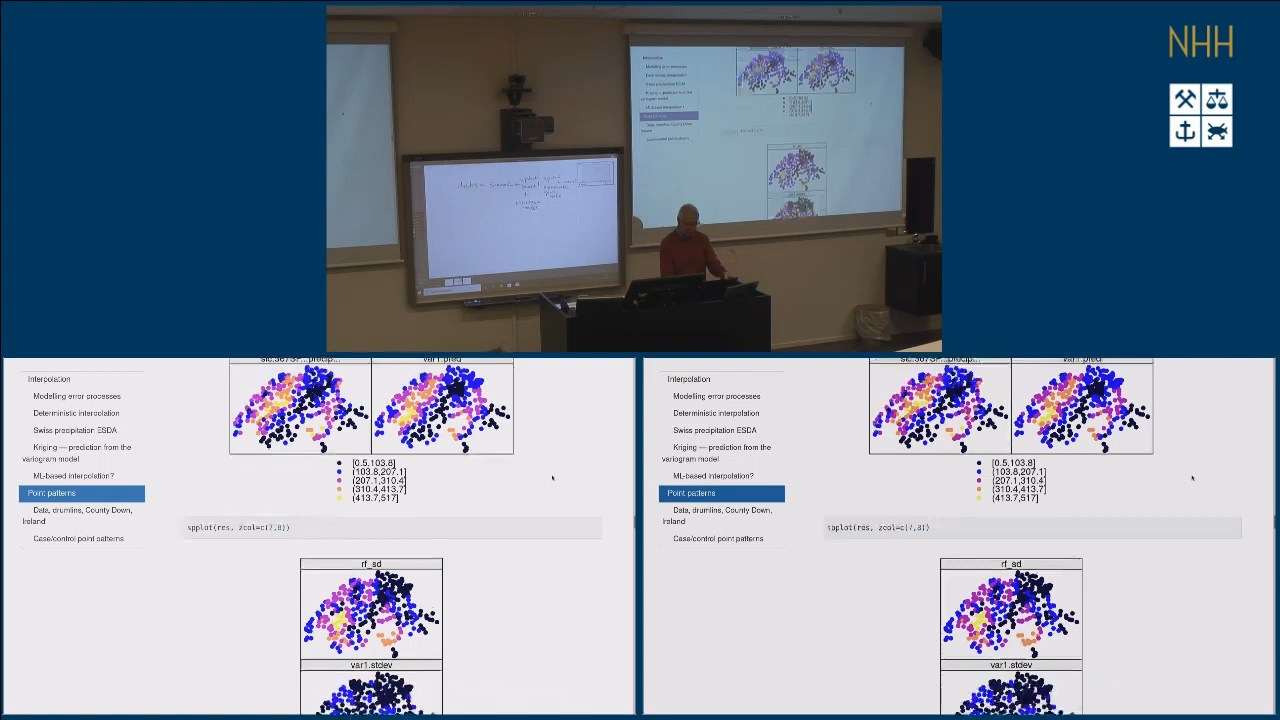 NHH
Interpolation
Modelling error processes
Deterministic interpolation
Swiss precipitation ESDA
Kriging — prediction from the
variogram model
ML-based interpolation?
Point patterns
Data, drumlins, County Down,
Ireland
Case/control point patterns
var1.pred
[0.5,103.8]
(103.8,207.1]
(207.1,310.4]
(310.4,413.7]
(413.7,517]
spplot(res, zcol=c(7,8))
rf_sd
var1.stdev
Interpolation
Modelling error processes
Deterministic interpolation
Swiss precipitation ESDA
Kriging — prediction from the
variogram model
ML-based interpolation?
Point patterns
Data, drumlins, County Down,
Ireland
Case/control point patterns
var1.pred
[0.5,103.8]
(103.8,207.1]
(207.1,310.4]
(310.4,413.7]
(413.7,517]
spplot(res, zcol=c(7,8))
rf_sd
var1.stdev